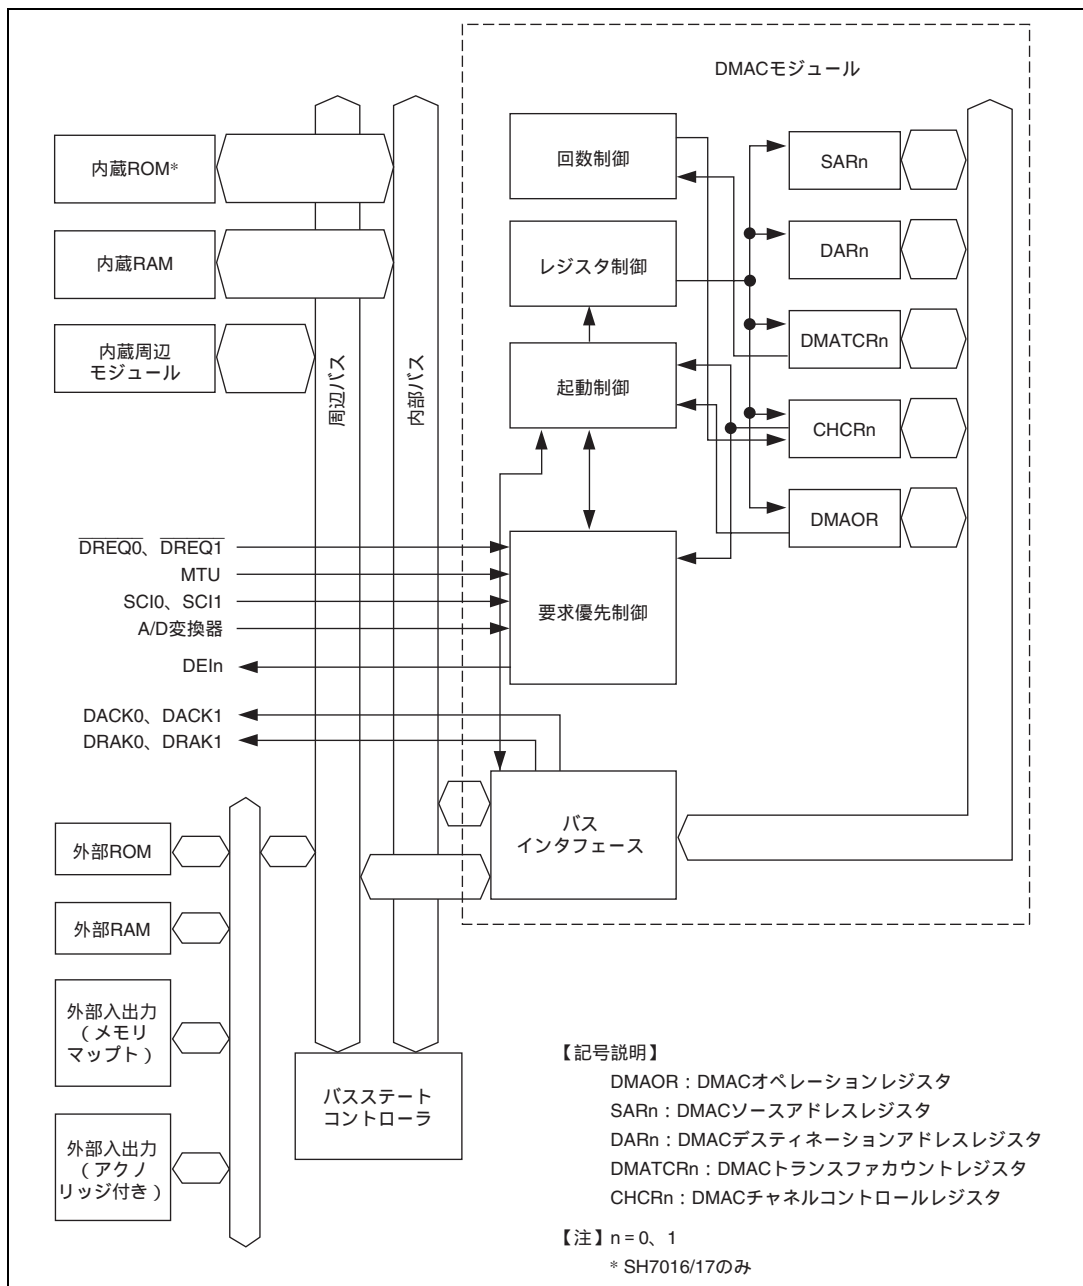 DMACモジュール
内蔵ROM*
回数制御
SARn
内蔵RAM
レジスタ制御
DARn
内蔵周辺
モジュール
周辺バス
内部バス
起動制御
DMATCRn
CHCRn
DMAOR
DREQ0、DREQ1
MTU
SCI0、SCI1
A/D変換器
DEIn
要求優先制御
DACK0、DACK1
DRAK0、DRAK1
バス
インタフェース
外部ROM
外部RAM
外部入出力
(メモリ
マップト)
外部入出力
(アクノ
リッジ付き)
バスステート
コントローラ
【記号説明】
DMAOR:DMACオペレーションレジスタ
SARn:DMACソースアドレスレジスタ
DARn:DMACデスティネーションアドレスレジスタ
DMATCRn:DMACトランスファカウントレジスタ
CHCRn:DMACチャネルコントロールレジスタ
【注】n = 0、1
* SH7016/17のみ